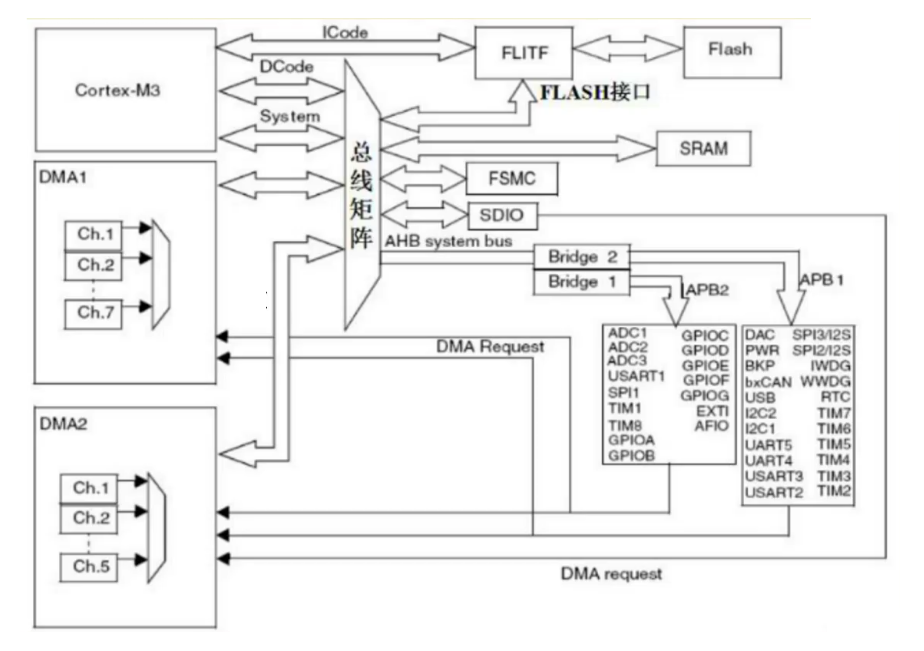 ICode
Cortex-M3
FLITF
Flash
DCode
FLASH接口
System
总线矩阵
SRAM
DMA1
FSMC
SDIO
Ch.1
Ch.2
Ch.7
AHB system bus
Bridge 2
Bridge 1
APB2
APB1
DMA Request
ADC1 GPIOC
ADC2 GPIOD
ADC3 GPIOE
USART1 GPIOF
SPI1 GPIOG
TIM1 EXTI
TIM8 AFIO
GPIOA
GPIOB
DAC SPI3/I2S
PWR SPI2/I2S
BKP IWDG
bxCAN WWDG
USB RTC
I2C2 TIM7
I2C1 TIM6
UART5 TIM5
UART4 TIM4
USART3 TIM3
USART2 TIM2
DMA2
Ch.1
Ch.2
Ch.5
DMA request